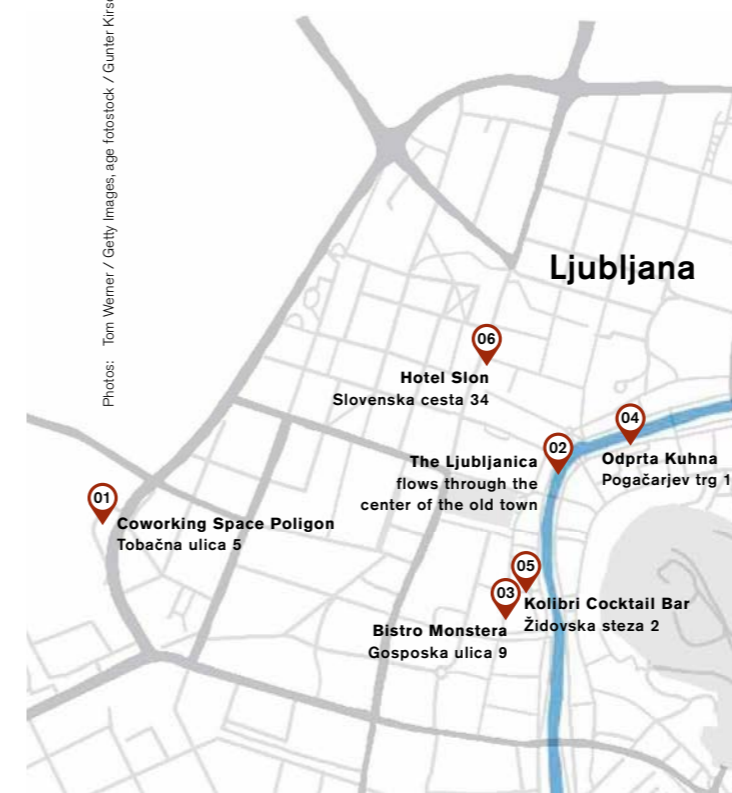 Photos: Tom Werner / Getty Images, age fotostock / Gunter
Ljubljana
06
Hotel Slon
Slovenska cesta 34
04
Odprta Kuhna
Pogačarjev trg 1
02
The Ljubljanica
flows through the
center of the old town
01
Coworking Space Poligon
Tobačna ulica 5
05
Kolibri Cocktail Bar
Židovska steza 2
03
Bistro Monstera
Gosposka ulica 9